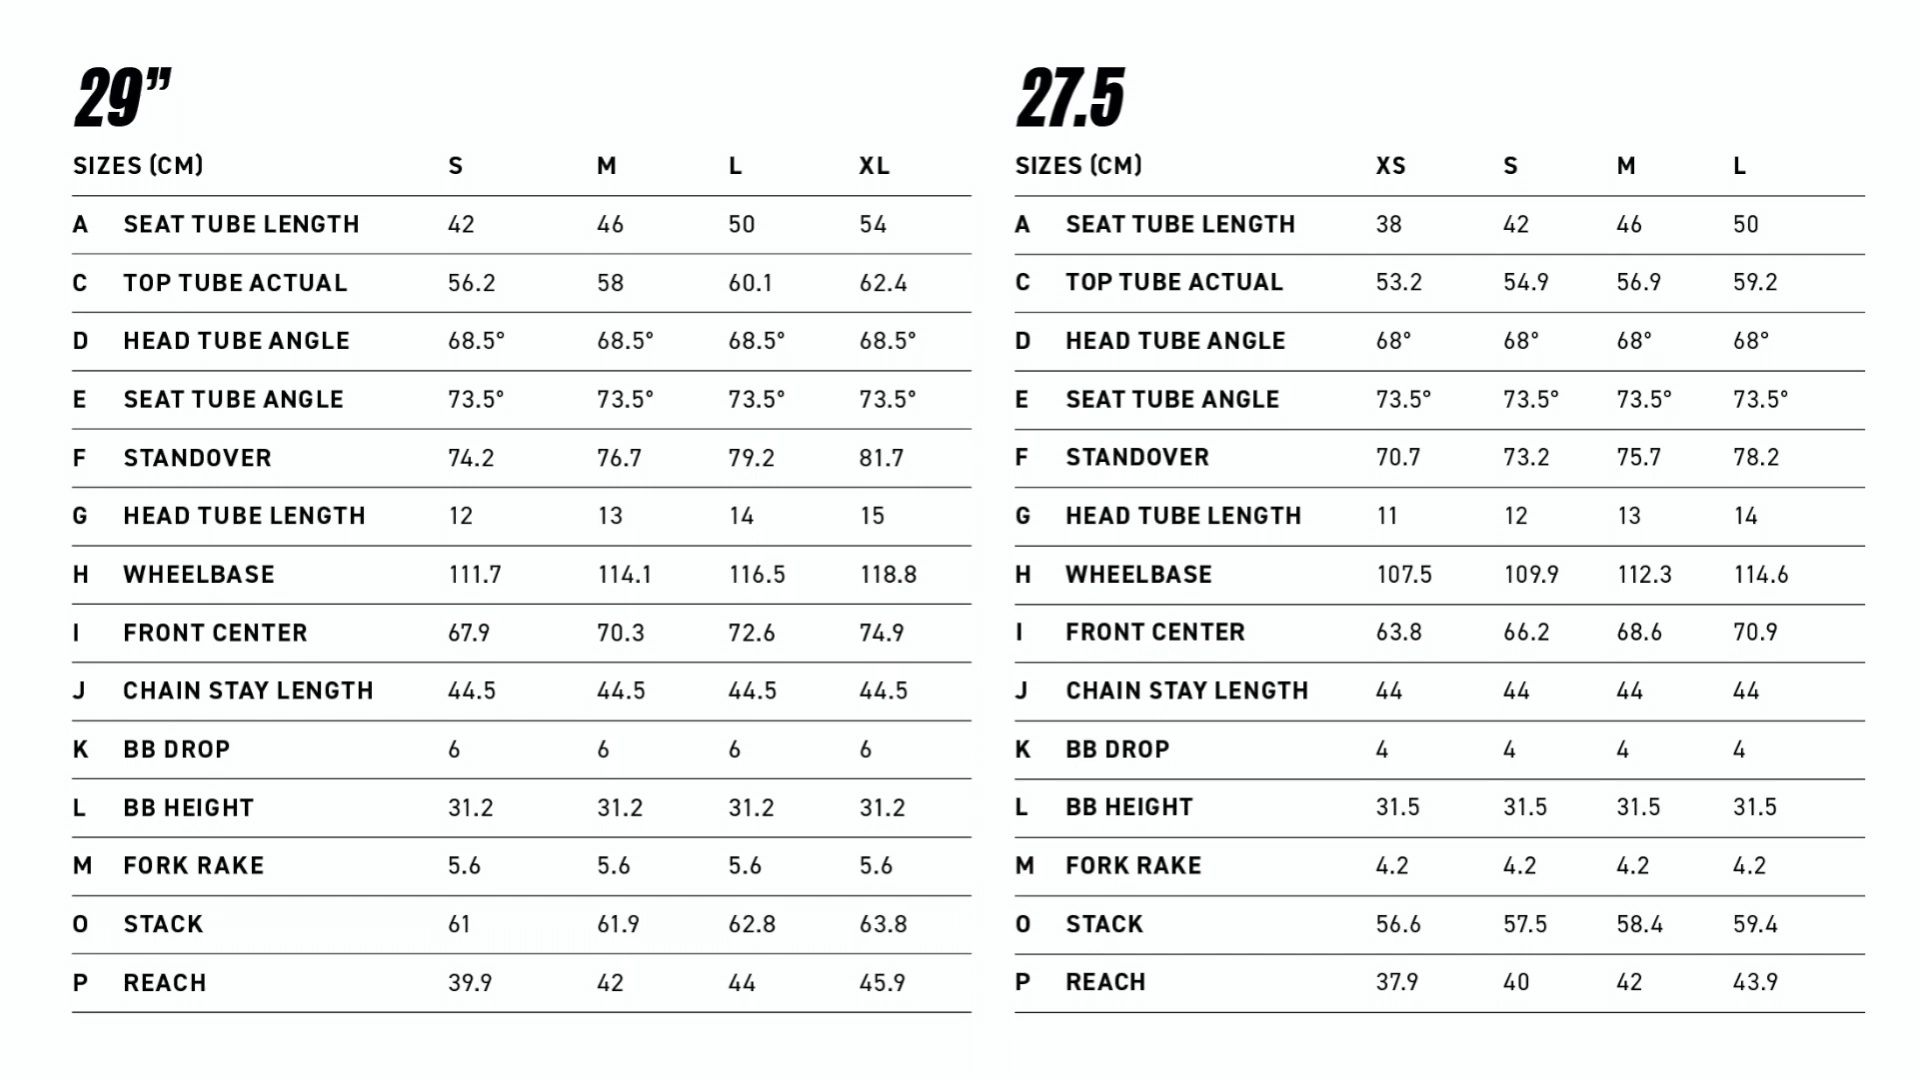 29”
SIZES (CM) S M L XL
A SEAT TUBE LENGTH 42 46 50 54
C TOP TUBE ACTUAL 56.2 58 60.1 62.4
D HEAD TUBE ANGLE 68.5° 68.5° 68.5° 68.5°
E SEAT TUBE ANGLE 73.5° 73.5° 73.5° 73.5°
F STANDOVER 74.2 76.7 79.2 81.7
G HEAD TUBE LENGTH 12 13 14 15
H WHEELBASE 111.7 114.1 116.5 118.8
I FRONT CENTER 67.9 70.3 72.6 74.9
J CHAIN STAY LENGTH 44.5 44.5 44.5 44.5
K BB DROP 6 6 6 6
L BB HEIGHT 31.2 31.2 31.2 31.2
M FORK RAKE 5.6 5.6 5.6 5.6
O STACK 61 61.9 62.8 63.8
P REACH 39.9 42 44 45.9
27.5
SIZES (CM) XS S M L
A SEAT TUBE LENGTH 38 42 46 50
C TOP TUBE ACTUAL 53.2 54.9 56.9 59.2
D HEAD TUBE ANGLE 68° 68° 68° 68°
E SEAT TUBE ANGLE 73.5° 73.5° 73.5° 73.5°
F STANDOVER 70.7 73.2 75.7 78.2
G HEAD TUBE LENGTH 11 12 13 14
H WHEELBASE 107.5 109.9 112.3 114.6
I FRONT CENTER 63.8 66.2 68.6 70.9
J CHAIN STAY LENGTH 44 44 44 44
K BB DROP 4 4 4 4
L BB HEIGHT 31.5 31.5 31.5 31.5
M FORK RAKE 4.2 4.2 4.2 4.2
O STACK 56.6 57.5 58.4 59.4
P REACH 37.9 40 42 43.9